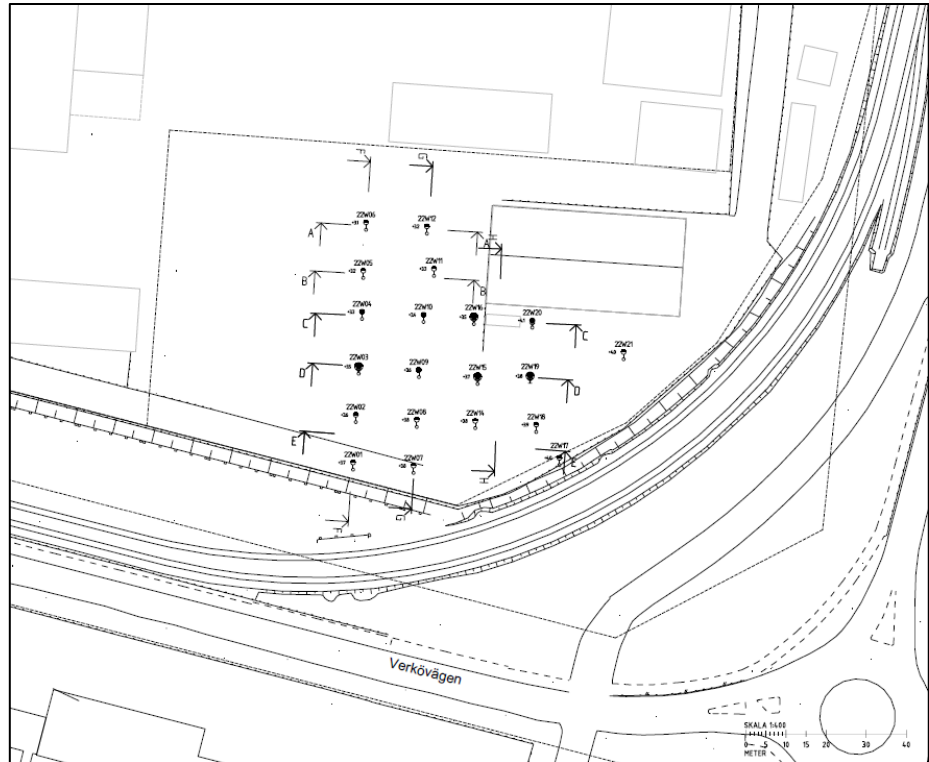 F
G
22W06
22W12
A
A
H
22W05
22W11
B
B
22W04
22W10
22W16
22W20
C
C
22W21
22W03
22W09
22W15
22W19
D
D
22W02
22W08
22W14
22W18
E
22W01
22W07
22W17
E
H
G
F
Verkövägen
SKALA 1:400
0 5 10 15 20 30 40
METER